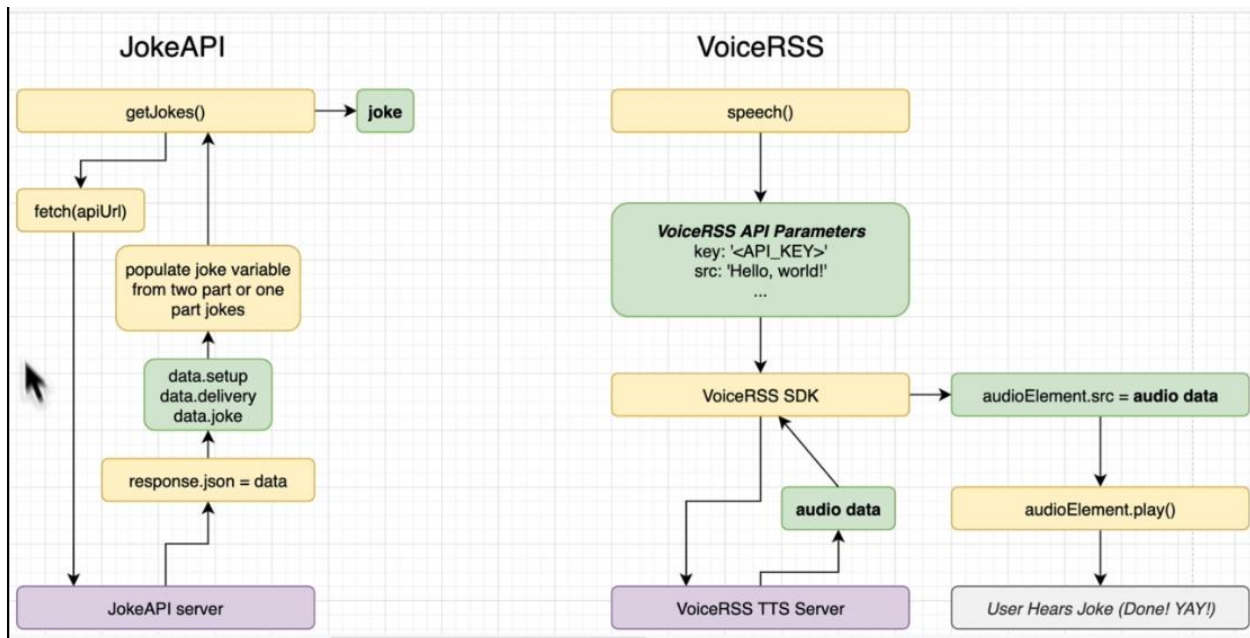 JokeAPI
getJokes()
joke
fetch(apiUrl)
populate joke variable
from two part or one
part jokes
data.setup
data.delivery
data.joke
response.json = data
JokeAPI server
VoiceRSS
speech()
VoiceRSS API Parameters
key: '<API_KEY>'
src: 'Hello, world!'
...
VoiceRSS SDK
audioElement.src = audio data
audio data
audioElement.play()
VoiceRSS TTS Server
User Hears Joke (Done! YAY!)